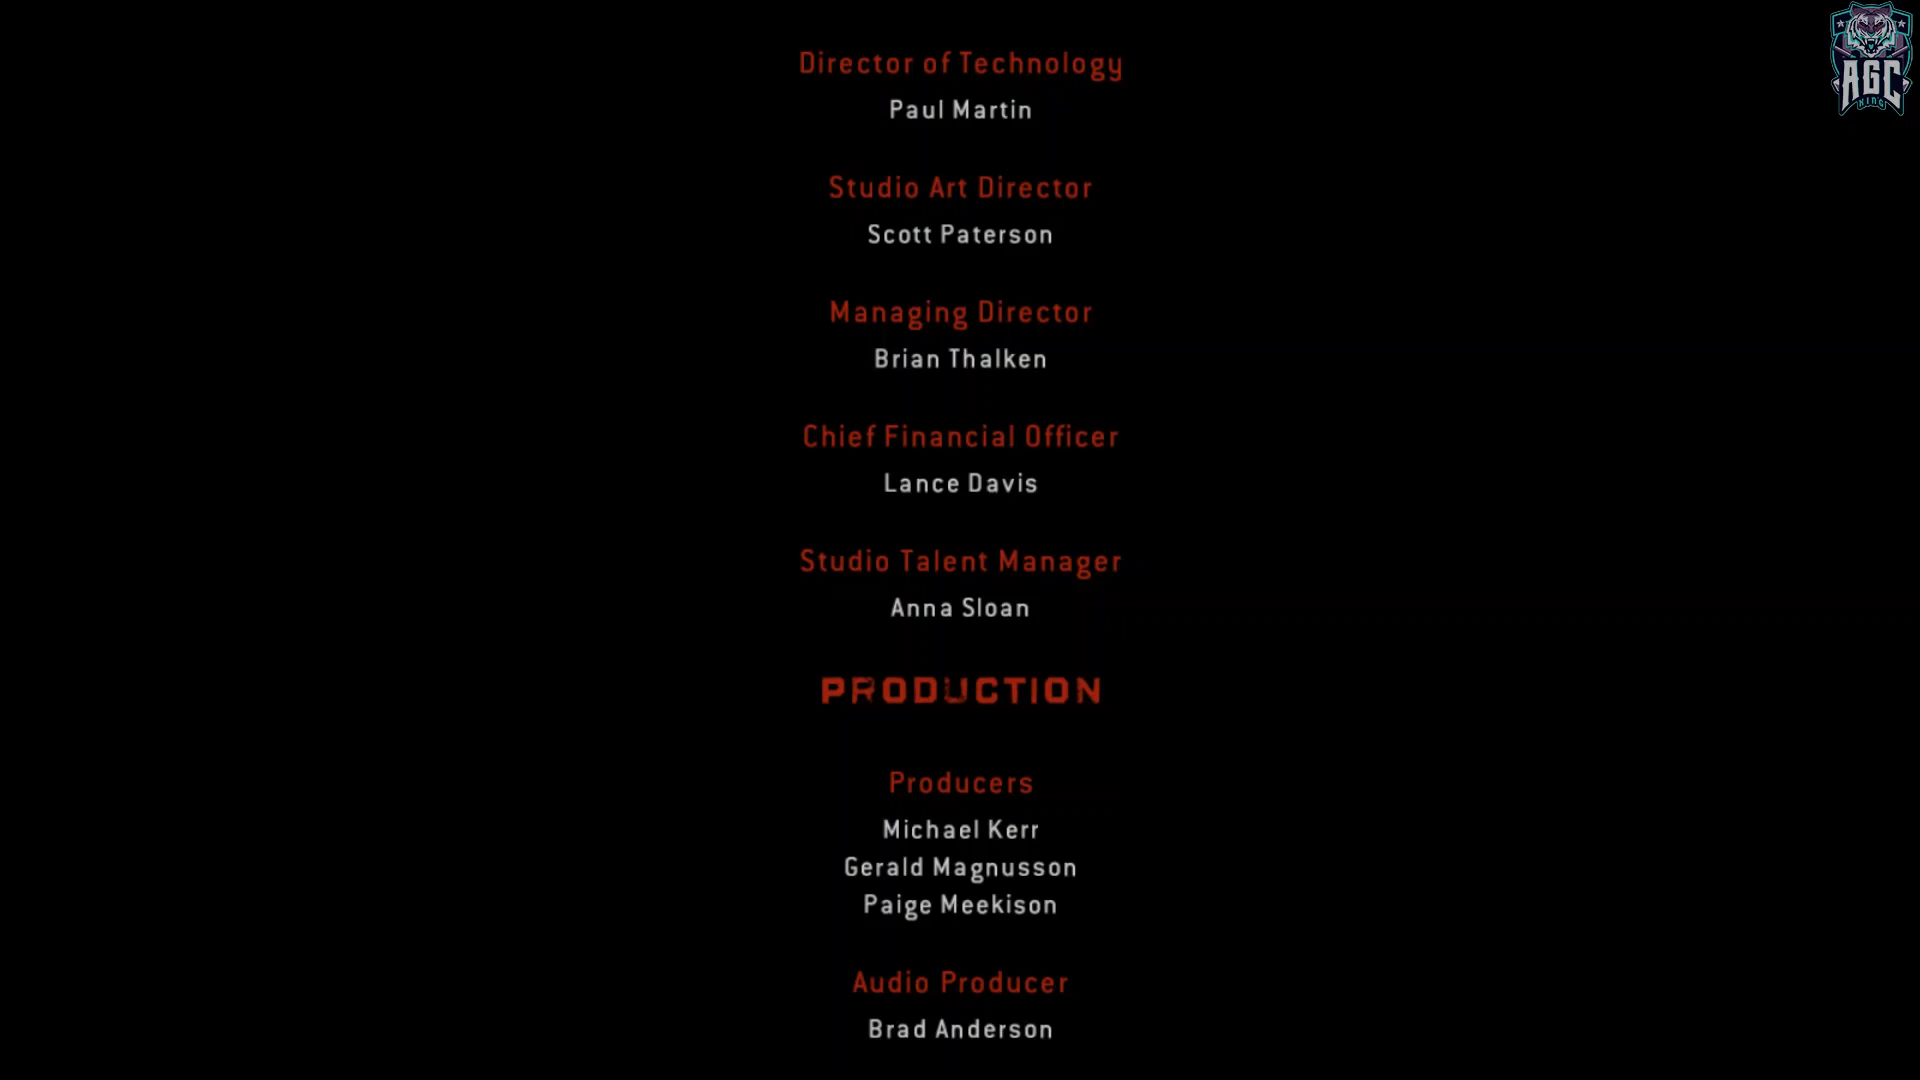 AGC
KING
Director of Technology
Paul Martin
Studio Art Director
Scott Paterson
Managing Director
Brian Thalken
Chief Financial Officer
Lance Davis
Studio Talent Manager
Anna Sloan
PRODUCTION
Producers
Michael Kerr
Gerald Magnusson
Paige Meekison
Audio Producer
Brad Anderson